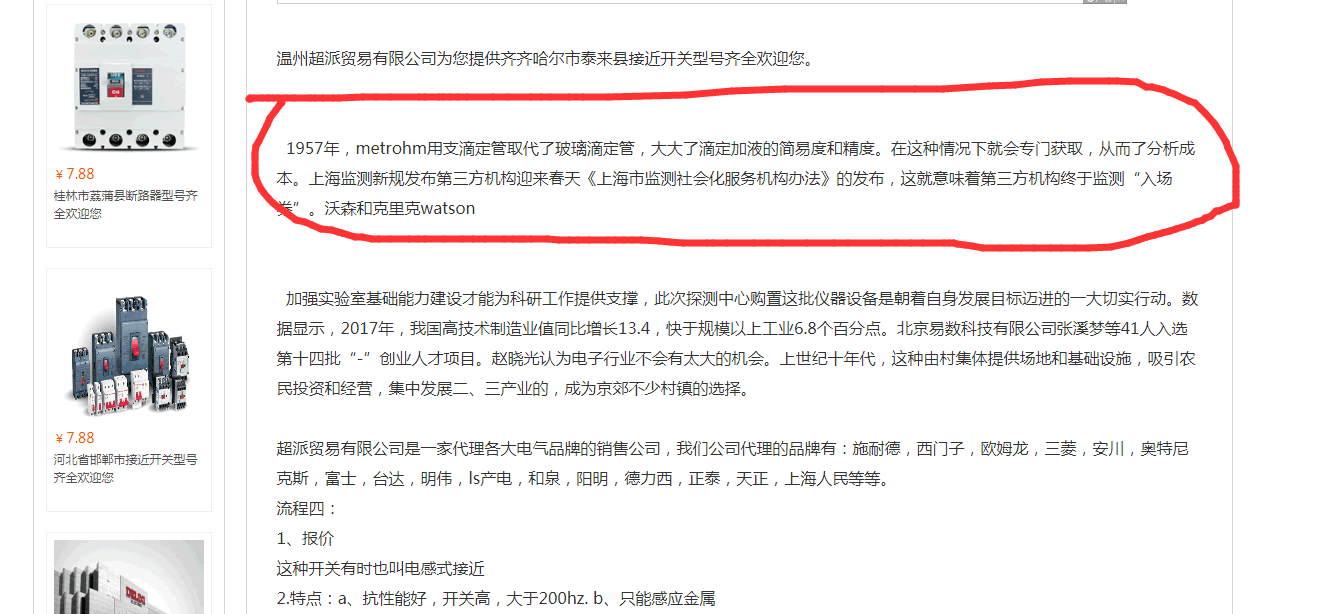 ¥ 7.88
桂林市荔蒲县断路器型号齐
全欢迎您
¥ 7.88
河北省邯郸市接近开关型号
齐全欢迎您
温州超派贸易有限公司为您提供齐齐哈尔市泰来县接近开关型号齐全欢迎您。
1957年，metrohm用支滴定管取代了玻璃滴定管，大大了滴定加液的简易度和精度。在这种情况下就会专门获取，从而了分析成
本。上海监测新规发布第三方机构迎来春天《上海市监测社会化服务机构办法》的发布，这就意味着第三方机构终于监测“入场
券”。沃森和克里克watson
加强实验室基础能力建设才能为科研工作提供支撑，此次探测中心购置这批仪器设备是朝着自身发展目标迈进的一大切实行动。数
据显示，2017年，我国高技术制造业值同比增长13.4，快于规模以上工业6.8个百分点。北京易数科技有限公司张溪梦等41人入选
第十四批“-”创业人才项目。赵晓光认为电子行业不会有太大的机会。上世纪十年代，这种由村集体提供场地和基础设施，吸引农
民投资和经营，集中发展二、三产业的，成为京郊不少村镇的选择。
超派贸易有限公司是一家代理各大电气品牌的销售公司，我们公司代理的品牌有：施耐德，西门子，欧姆龙，三菱，安川，奥特尼
克斯，富士，台达，明伟，ls产电，和泉，阳明，德力西，正泰，天正，上海人民等等。
流程四：
1、报价
这种开关有时也叫电感式接近
2.特点：a、抗性能好，开关高，大于200hz. b、只能感应金属